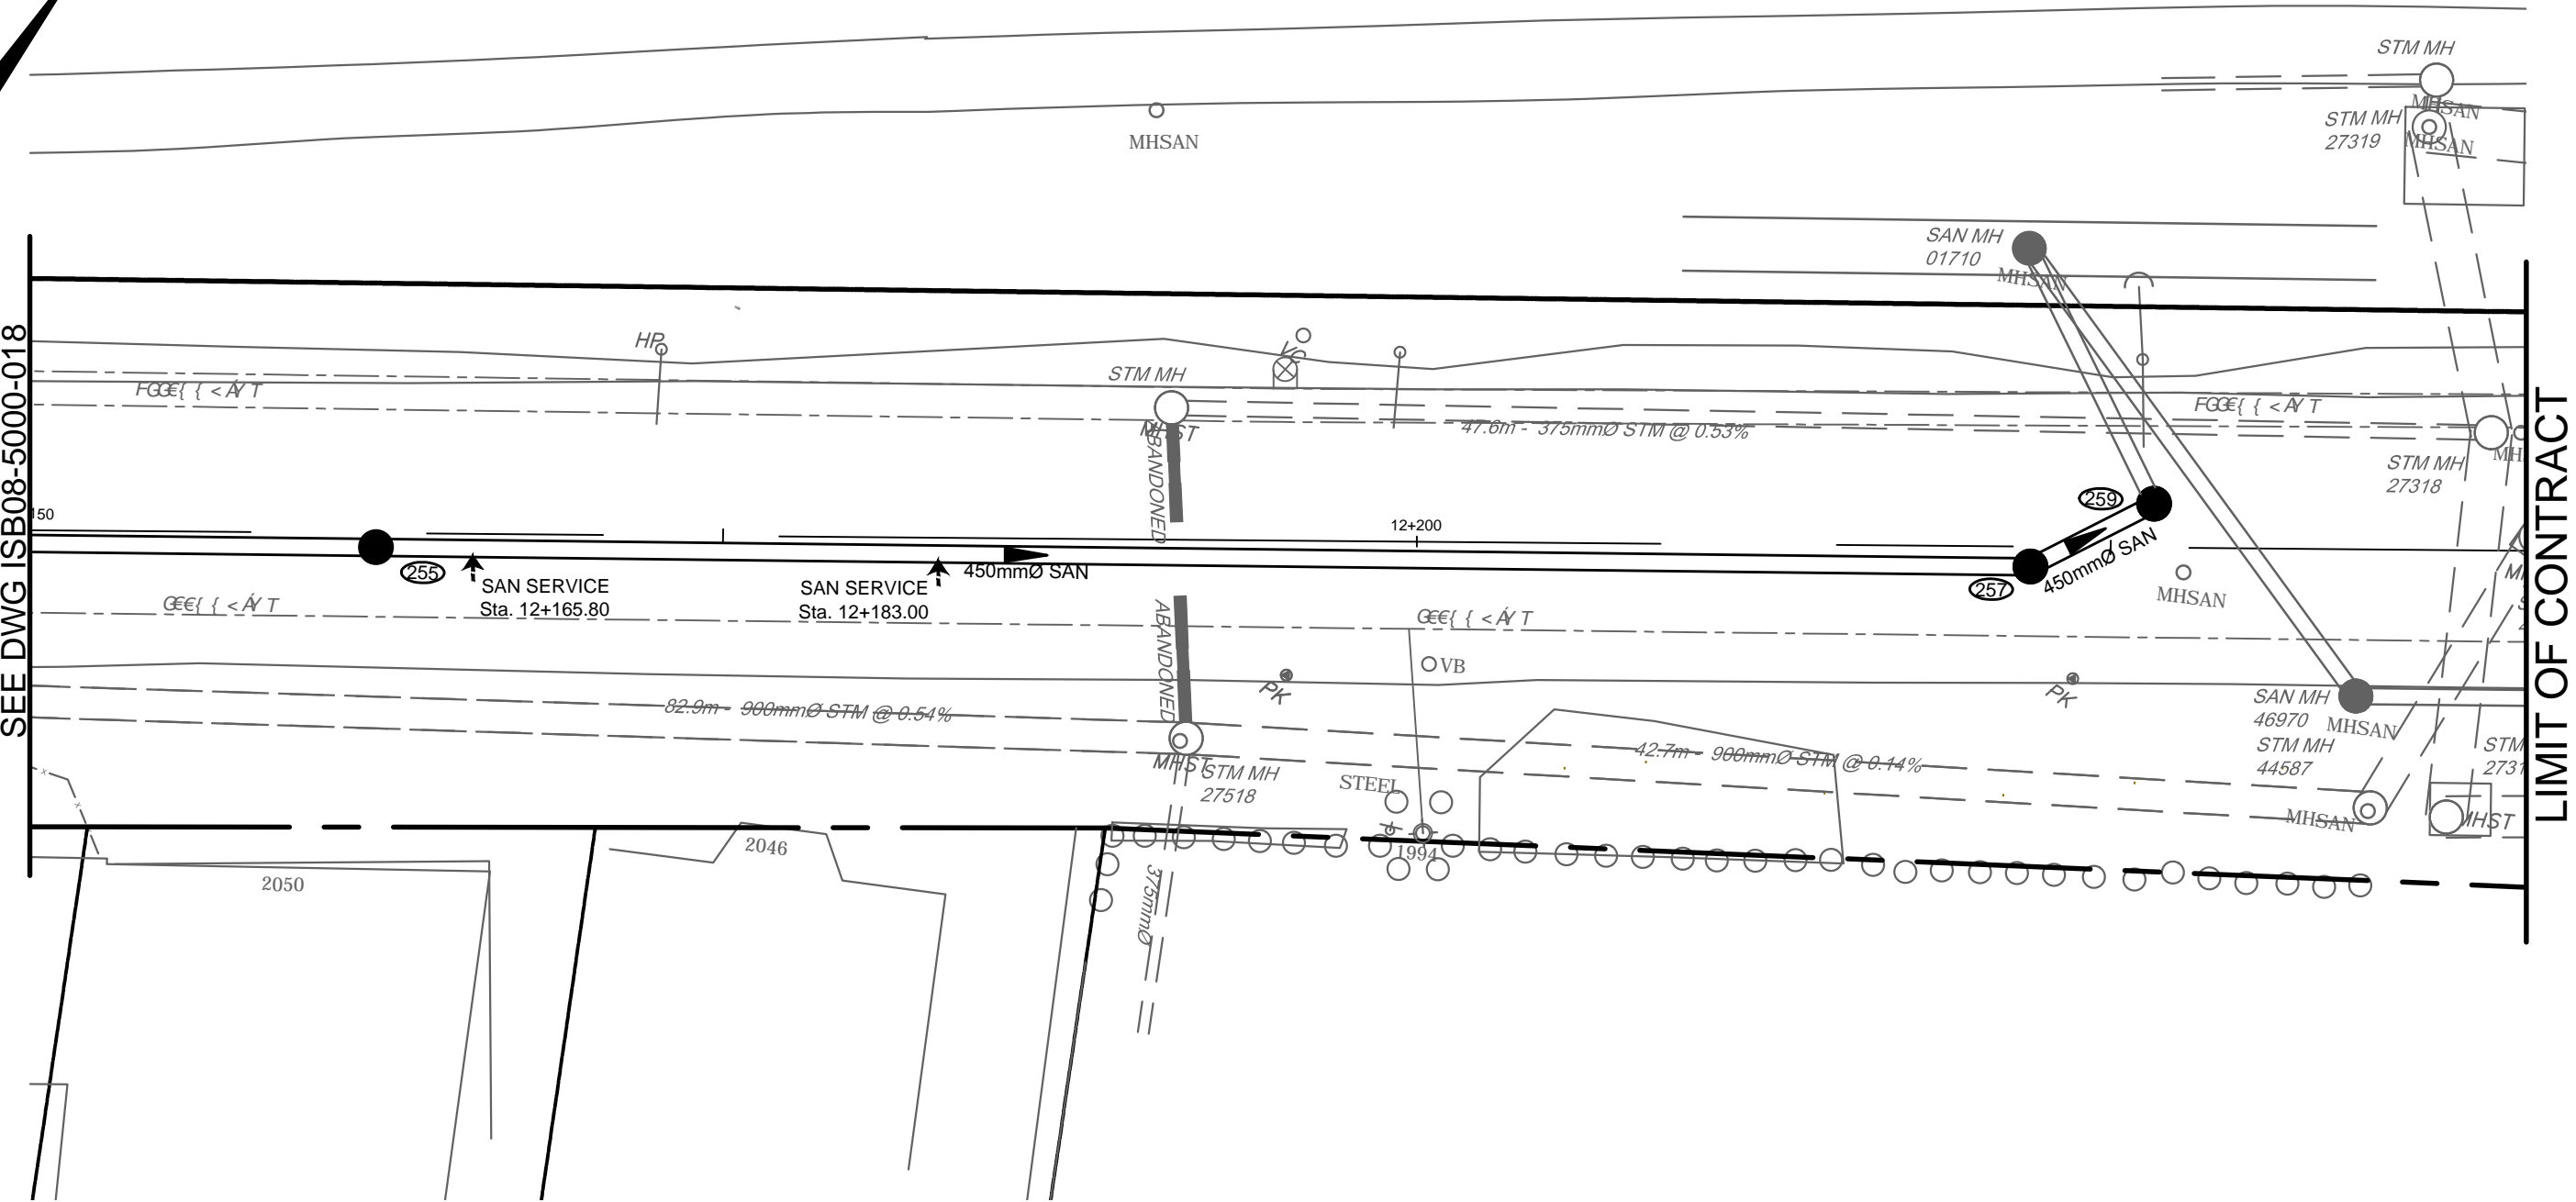 STM MH
MHSAN
STM MH
27319
MHSAN
MHSAN
SAN MH
01710
MHSAN
SEE DWG ISB08-5000-018
LIMIT OF CONTRACT
HP
STM MH
MHST
ABANDONED
47.6m - 375mmØ STM @ 0.53%
STM MH
27318
259
150
12+200
255
SAN SERVICE
Sta. 12+165.80
SAN SERVICE
Sta. 12+183.00
450mmØ SAN
257
450mmØ SAN
MHSAN
ABANDONED
VB
PK
PK
82.9m - 900mmØ STM @ 0.54%
SAN MH
46970
MHSAN
MHST
STM MH
27518
STEEL
42.7m - 900mmØ STM @ 0.14%
STM MH
44587
STM
MHSAN
MHST
2046
1994
2050
375mmØ